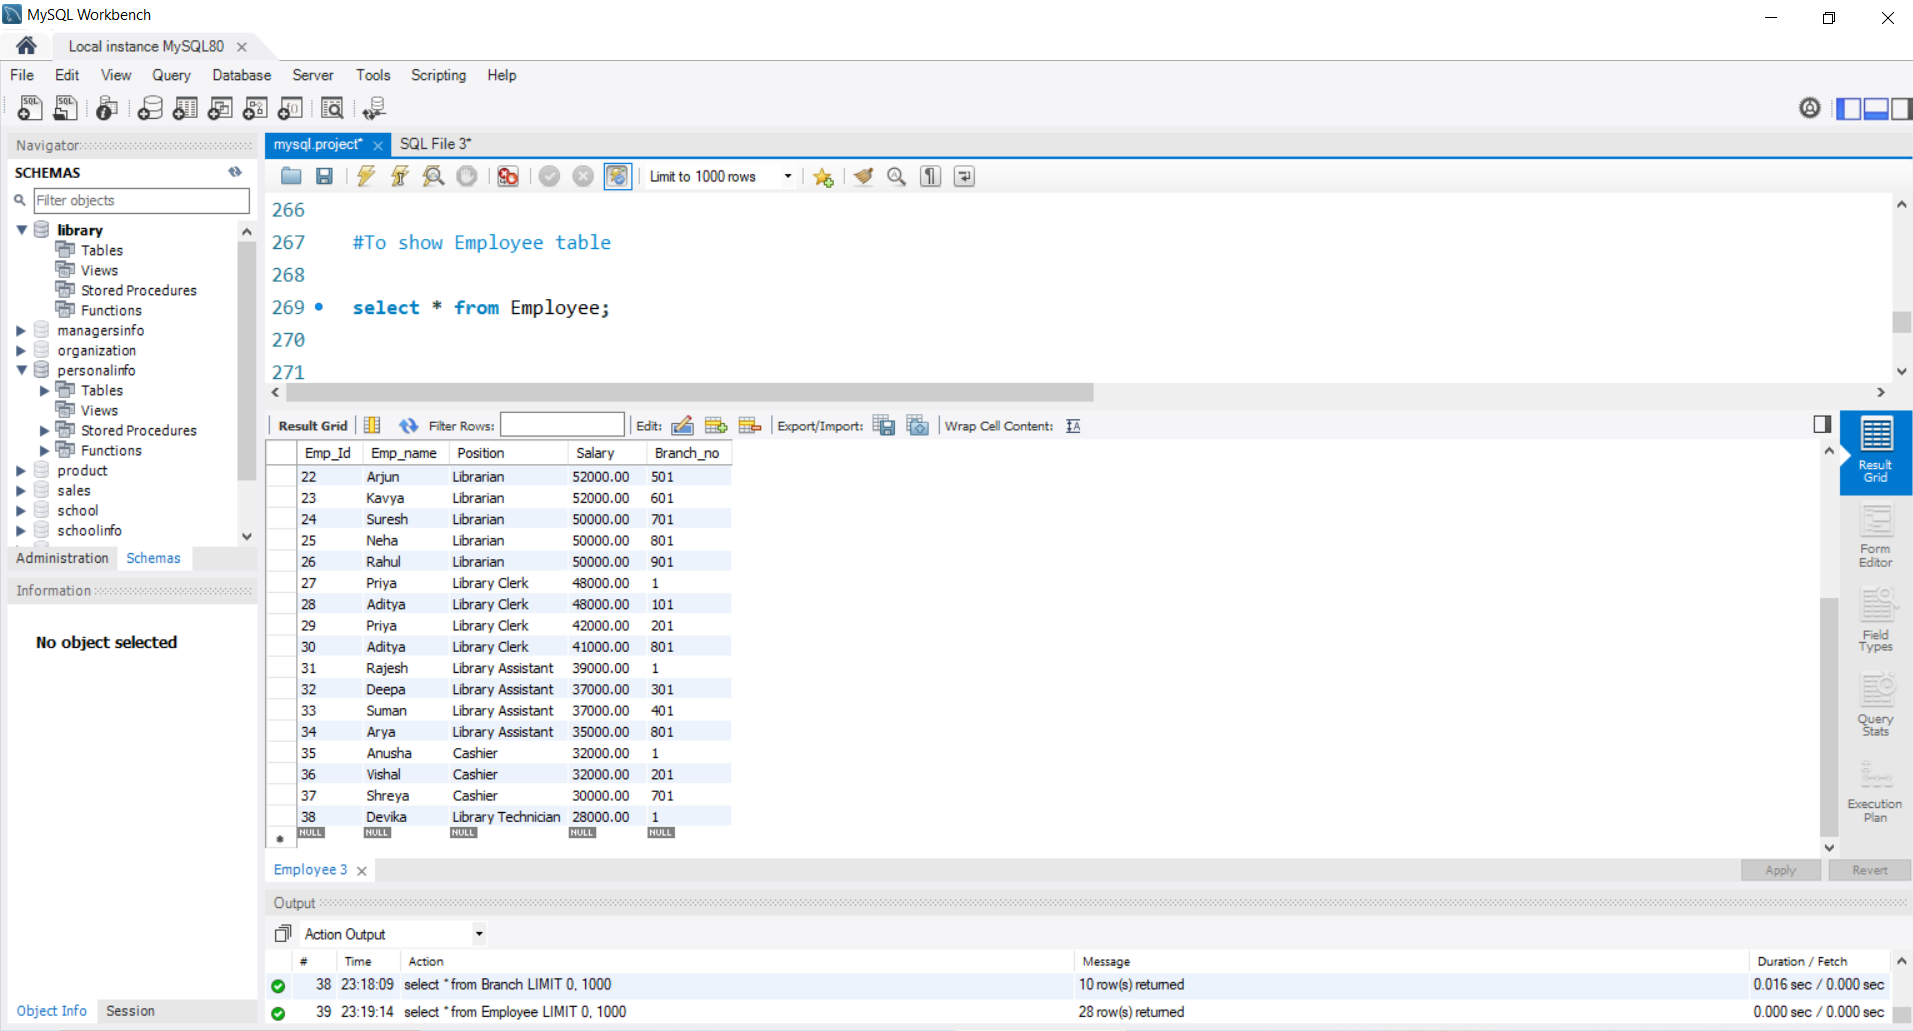 MySQL Workbench
Local instance MySQL80
File Edit View Query Database Server Tools Scripting Help
Navigator
SCHEMAS
Filter objects
library
Tables
Views
Stored Procedures
Functions
managersinfo
organization
personalinfo
Tables
Views
Stored Procedures
Functions
product
sales
school
schoolinfo
Administration Schemas
Information
No object selected
Object Info Session
mysql.project* SQL File 3*
Limit to 1000 rows
266
267 #To show Employee table
268
269 select * from Employee;
270
271
Result Grid Filter Rows: Edit: Export/Import: Wrap Cell Content:
Emp_Id Emp_name Position Salary Branch_no
22 Arjun Librarian 52000.00 501
23 Kavya Librarian 52000.00 601
24 Suresh Librarian 50000.00 701
25 Neha Librarian 50000.00 801
26 Rahul Librarian 50000.00 901
27 Priya Library Clerk 48000.00 1
28 Aditya Library Clerk 48000.00 101
29 Priya Library Clerk 42000.00 201
30 Aditya Library Clerk 41000.00 801
31 Rajesh Library Assistant 39000.00 1
32 Deepa Library Assistant 37000.00 301
33 Suman Library Assistant 37000.00 401
34 Arya Library Assistant 35000.00 801
35 Anusha Cashier 32000.00 1
36 Vishal Cashier 32000.00 201
37 Shreya Cashier 30000.00 701
38 Devika Library Technician 28000.00 1
NULL NULL NULL NULL NULL
Result Grid
Form Editor
Field Types
Query Stats
Execution Plan
Employee 3
Apply Revert
Output
Action Output
# Time Action Message Duration / Fetch
38 23:18:09 select * from Branch LIMIT 0, 1000 10 row(s) returned 0.016 sec / 0.000 sec
39 23:19:14 select * from Employee LIMIT 0, 1000 28 row(s) returned 0.000 sec / 0.000 sec